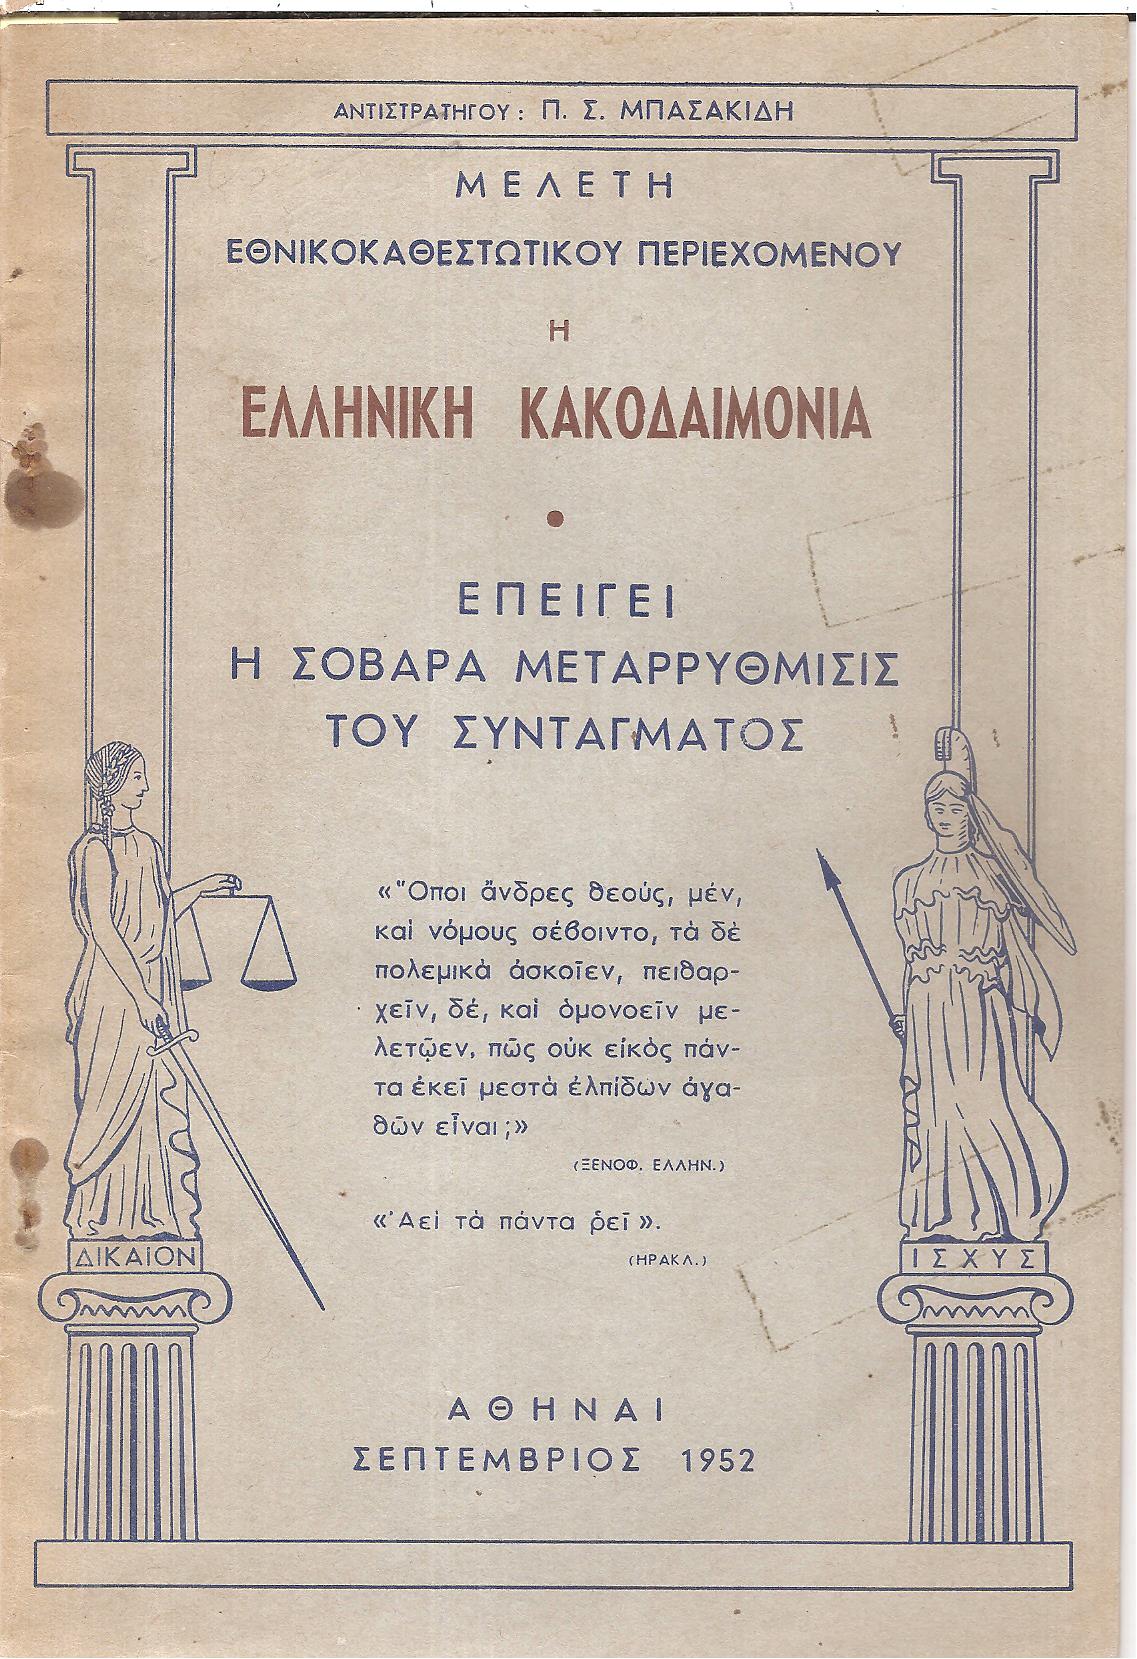 ΑΝΤΙΣΤΡΑΤΗΓΟΥ : Π. Σ. ΜΠΑΣΑΚΙΔΗ
ΜΕΛΕΤΗ
ΕΘΝΙΚΟΚΑΘΕΣΤΩΤΙΚΟΥ ΠΕΡΙΕΧΟΜΕΝΟΥ
Η
ΕΛΛΗΝΙΚΗ ΚΑΚΟΔΑΙΜΟΝΙΑ
•
ΕΠΕΙΓΕΙ
Η ΣΟΒΑΡΑ ΜΕΤΑΡΡΥΘΜΙΣΙΣ
ΤΟΥ ΣΥΝΤΑΓΜΑΤΟΣ
«Ὅποι ἄνδρες θεούς, μέν,
καὶ νόμους σέβοιντο, τὰ δὲ
πολεμικὰ ἀσκοῖεν, πειθαρ-
χεῖν, δέ, καὶ ὁμονοεῖν με-
λετῷεν, πῶς οὐκ εἰκὸς πάν-
τα ἐκεῖ μεστὰ ἐλπίδων ἀγα-
θῶν εἶναι ;»
(ΞΕΝΟΦ. ΕΛΛΗΝ.)
«Ἀεὶ τὰ πάντα ῥεῖ».
(ΗΡΑΚΛ.)
ΔΙΚΑΙΟΝ
ΙΣΧΥΣ
ΑΘΗΝΑΙ
ΣΕΠΤΕΜΒΡΙΟΣ 1952